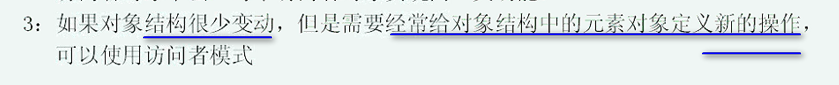 3：如果对象结构很少变动，但是需要经常给对象结构中的元素对象定义新的操作，
可以使用访问者模式